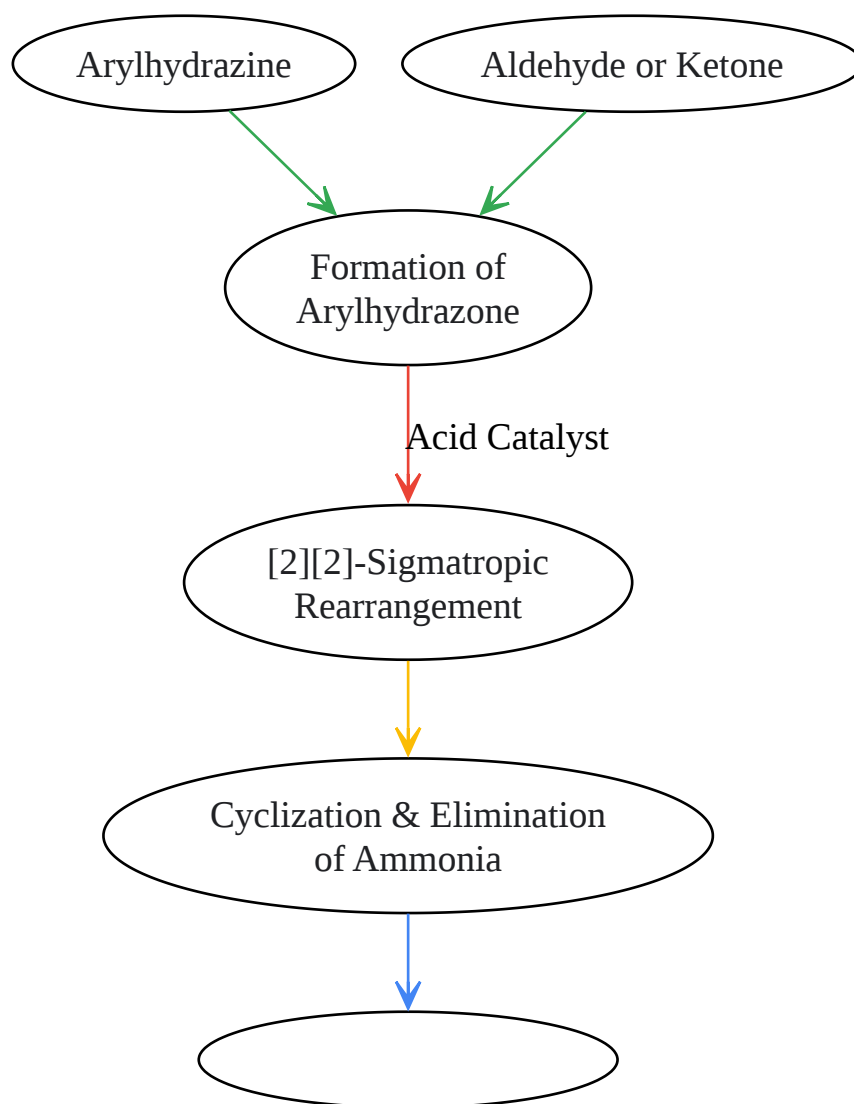 Arylhydrazine
Aldehyde or Ketone
Formation of
Arylhydrazone
Acid Catalyst
[2][2]-Sigmatropic
Rearrangement
Cyclization & Elimination
of Ammonia